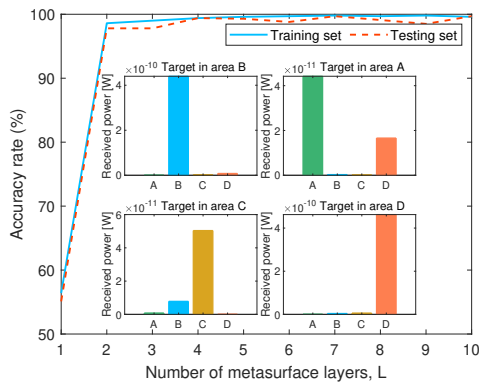 Training set
Testing set
×10⁻¹⁰ Target in area B
Received power [W]
4
2
0
A B C D
×10⁻¹¹ Target in area A
Received power [W]
4
2
0
A B C D
×10⁻¹¹ Target in area C
Received power [W]
6
4
2
0
A B C D
×10⁻¹⁰ Target in area D
Received power [W]
4
2
0
A B C D
Accuracy rate (%)
100
90
80
70
60
50
1 2 3 4 5 6 7 8 9 10
Number of metasurface layers, L